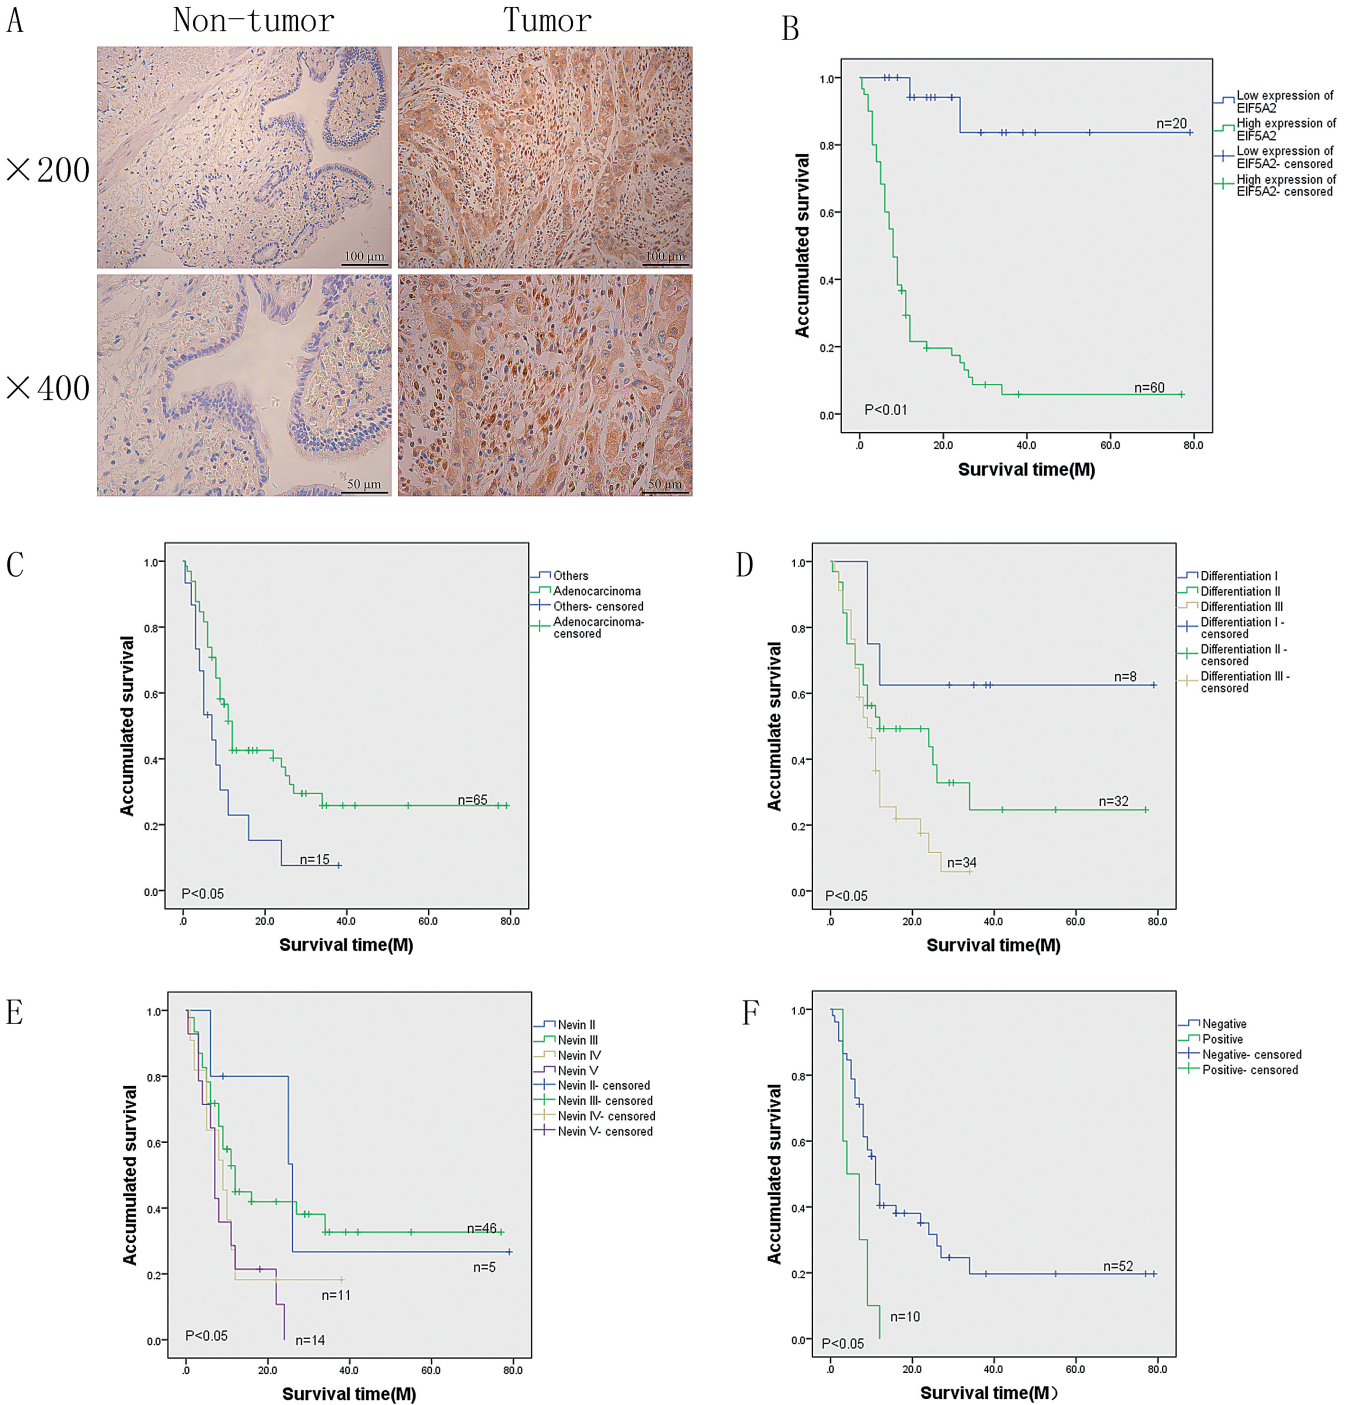 A
Non-tumor
Tumor
×200
×400
100 μm
100 μm
50 μm
50 μm
B
1.0
0.8
0.6
0.4
0.2
0.0
Accumulated survival
n=20
n=60
P<0.01
.0
20.0
40.0
60.0
80.0
Survival time(M)
Low expression of
EIF5A2
High expression of
EIF5A2
Low expression of
EIF5A2- censored
High expression of
EIF5A2- censored
C
1.0
0.8
0.6
0.4
0.2
0.0
Accumulated survival
n=65
n=15
P<0.05
.0
20.0
40.0
60.0
80.0
Survival time(M)
Others
Adenocarcinoma
Others- censored
Adenocarcinoma-
censored
D
1.0
0.8
0.6
0.4
0.2
0.0
Accumulate survival
n=8
n=32
n=34
P<0.05
.0
20.0
40.0
60.0
80.0
Survival time(M)
Differentiation I
Differentiation II
Differentiation III
Differentiation I -
censored
Differentiation II -
censored
Differentiation III -
censored
E
1.0
0.8
0.6
0.4
0.2
0.0
Accumulated survival
n=46
n=5
n=11
n=14
P<0.05
.0
20.0
40.0
60.0
80.0
Survival time(M)
Nevin II
Nevin III
Nevin IV
Nevin V
Nevin II- censored
Nevin III- censored
Nevin IV- censored
Nevin V- censored
F
1.0
0.8
0.6
0.4
0.2
0.0
Accumulated survival
n=52
n=10
P<0.05
.0
20.0
40.0
60.0
80.0
Survival time(M）
Negative
Positive
Negative- censored
Positive- censored